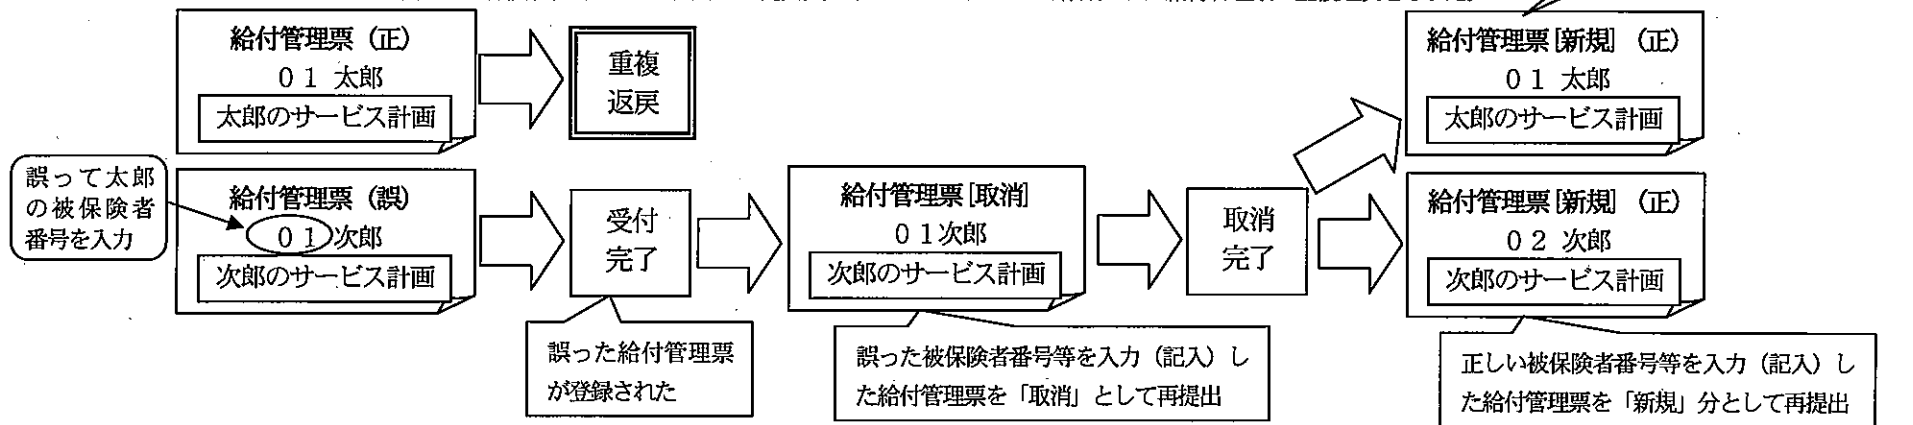 給付管理票（正）
０１ 太郎
太郎のサービス計画
重複
返戻
給付管理票[新規]（正）
０１ 太郎
太郎のサービス計画
誤って太郎
の被保険者
番号を入力
給付管理票（誤）
０１ 次郎
次郎のサービス計画
受付
完了
給付管理票[取消]
０１次郎
次郎のサービス計画
取消
完了
給付管理票[新規]（正）
０２ 次郎
次郎のサービス計画
誤った給付管理票
が登録された
誤った被保険者番号等を入力（記入）し
た給付管理票を「取消」として再提出
正しい被保険者番号等を入力（記入）し
た給付管理票を「新規」分として再提出